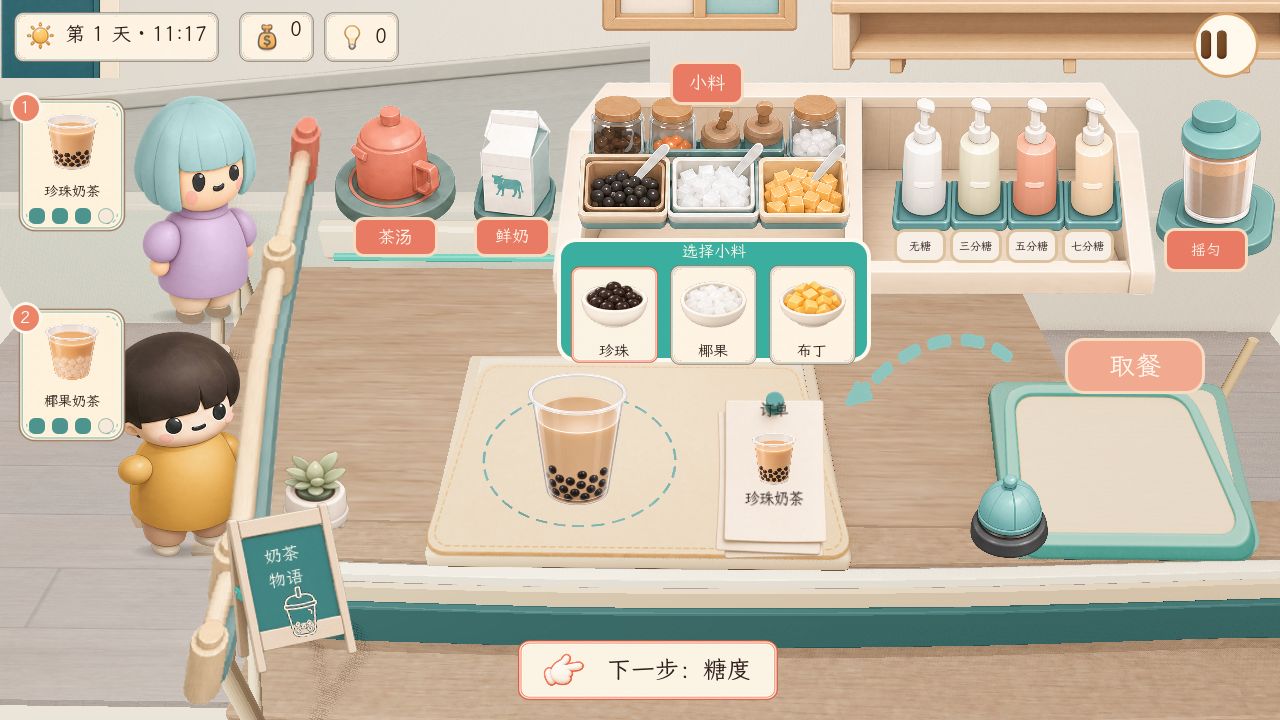 第 1 天·11:17
0
0
1
珍珠奶茶
2
椰果奶茶
茶汤
鲜奶
小料
无糖
三分糖
五分糖
七分糖
摇匀
选择小料
珍珠
椰果
布丁
取餐
订单
珍珠奶茶
奶茶
物语
下一步：糖度